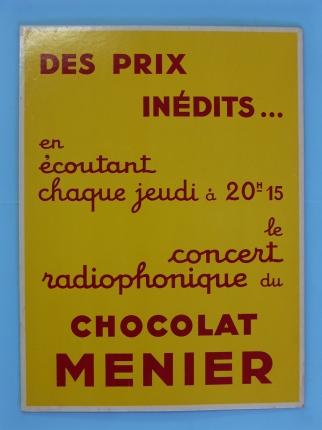 DES PRIX
INÉDITS...
en
écoutant
chaque jeudi à 20ᴴ15
le
concert
radiophonique du
CHOCOLAT
MENIER